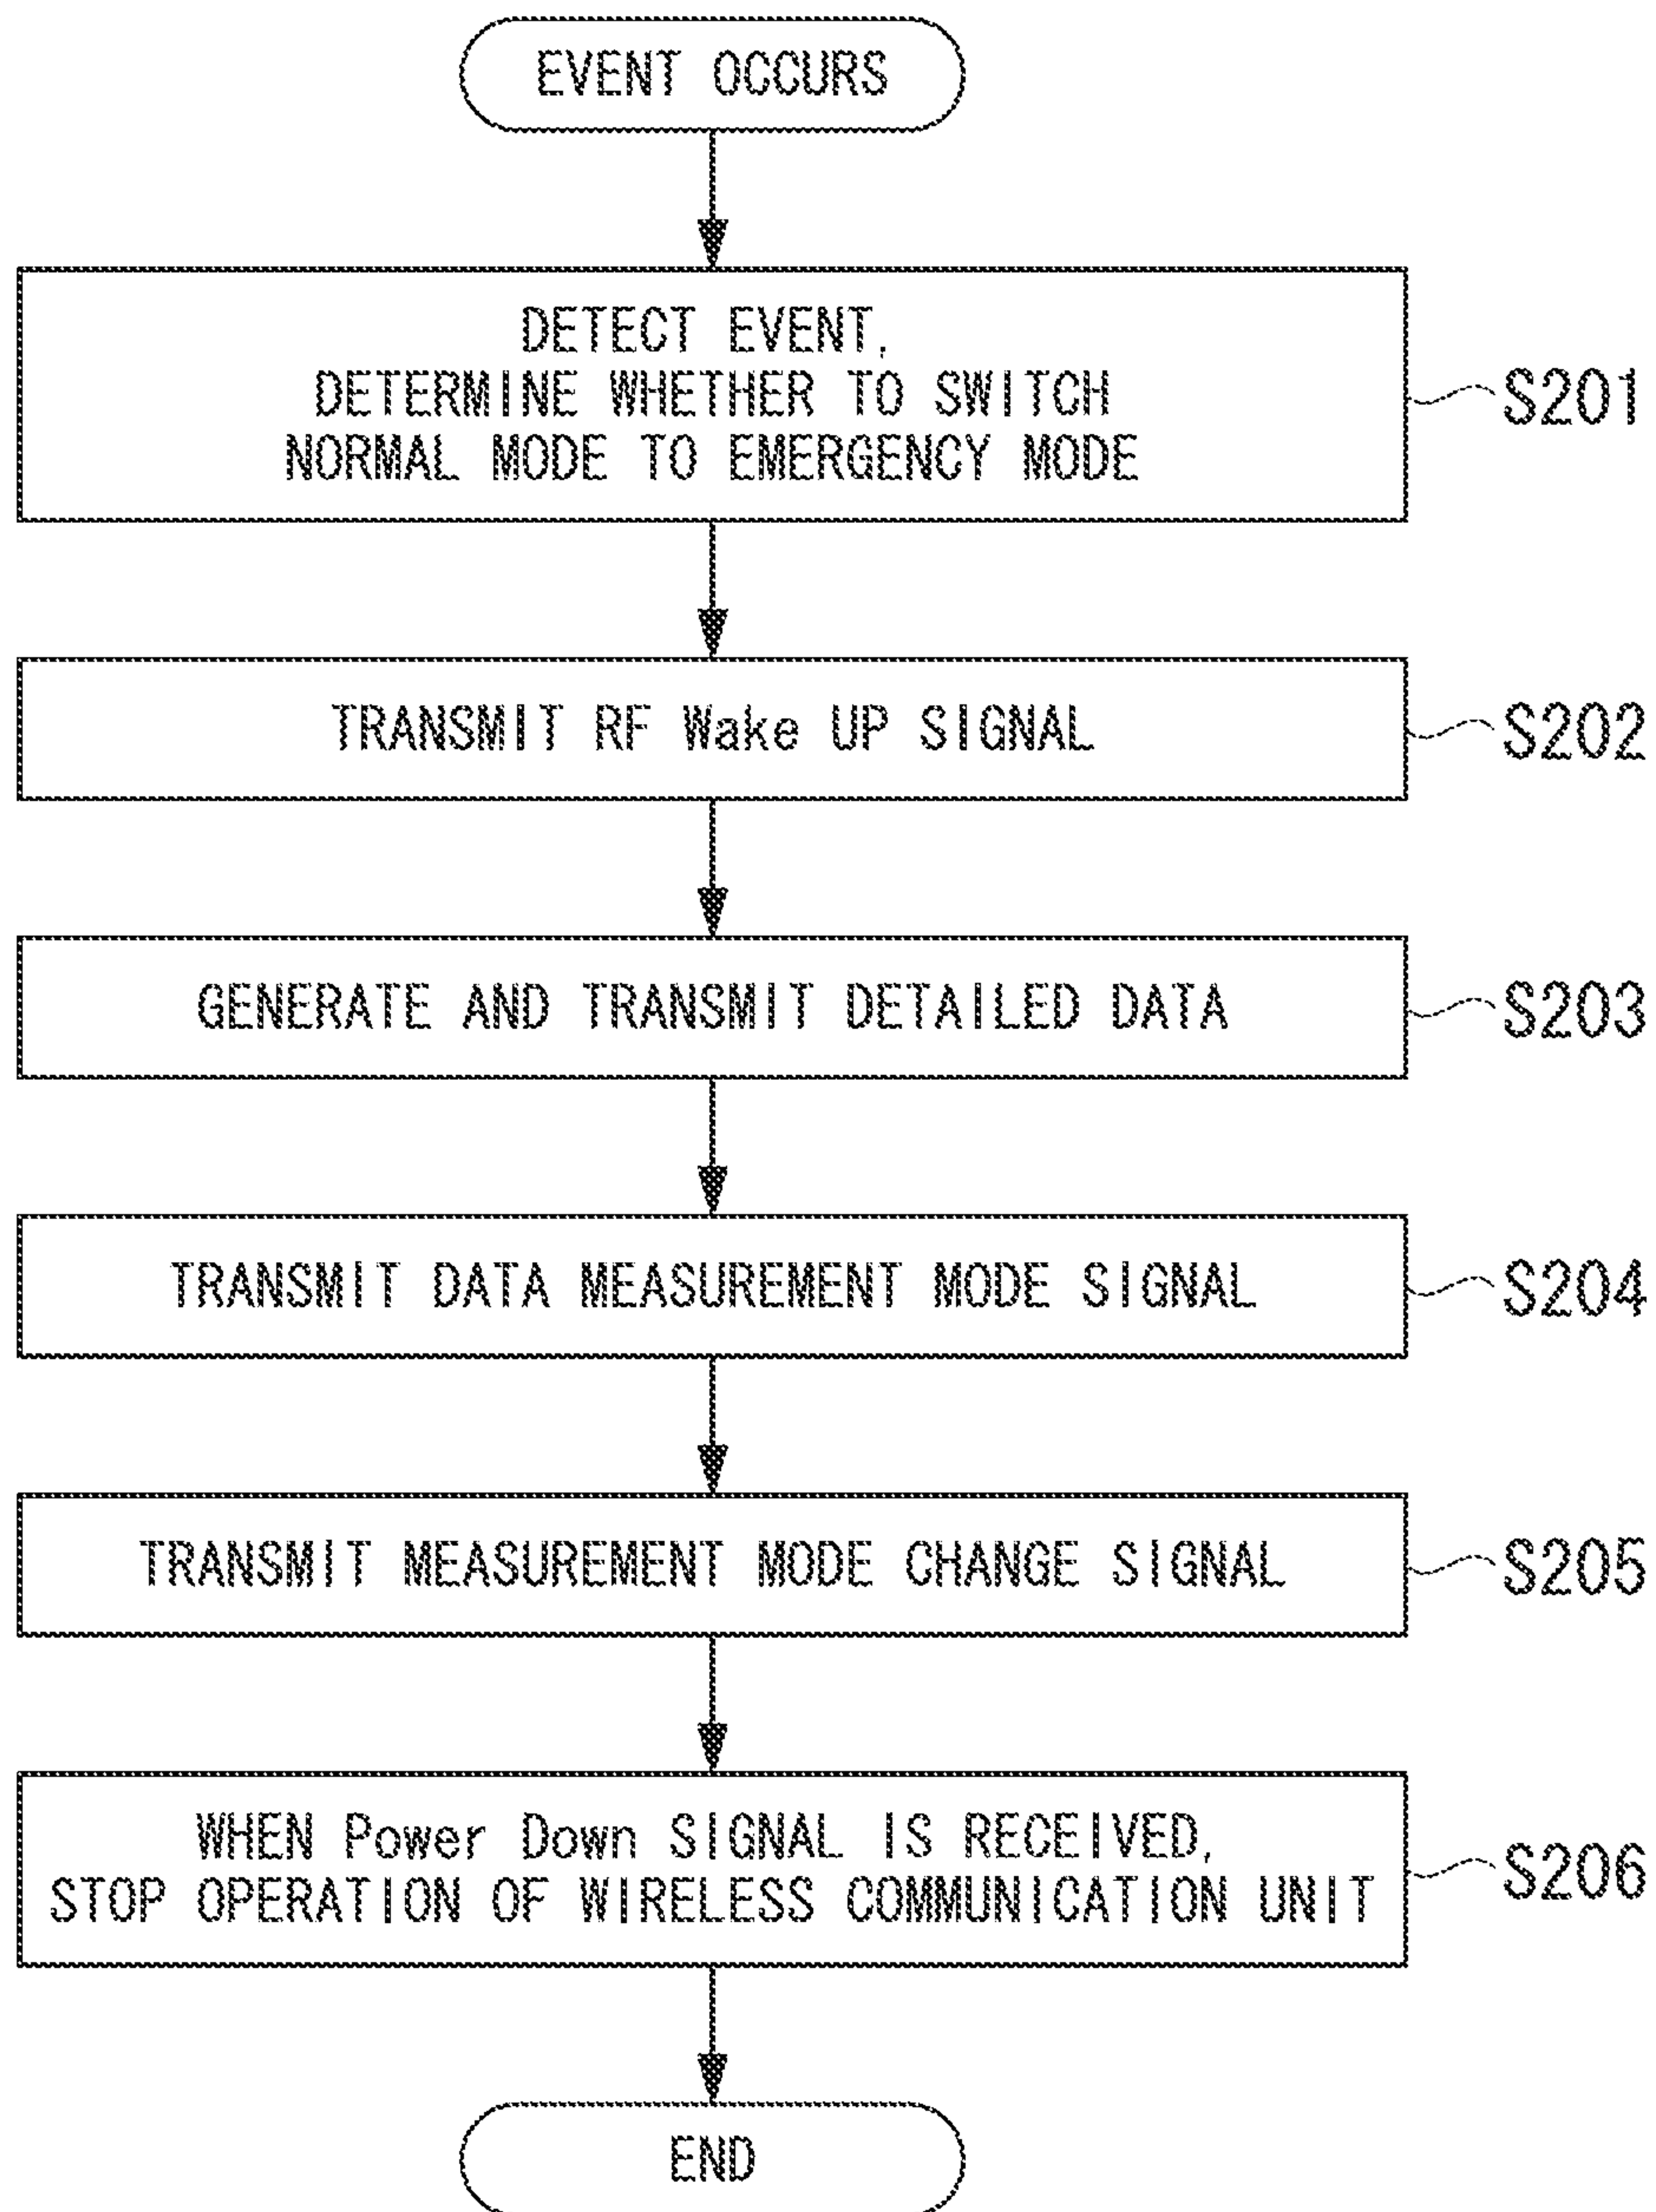 EVENT OCCURS
DETECT EVENT,
DETERMINE WHETHER TO SWITCH
NORMAL MODE TO EMERGENCY MODE
S201
TRANSMIT RF Wake UP SIGNAL
S202
GENERATE AND TRANSMIT DETAILED DATA
S203
TRANSMIT DATA MEASUREMENT MODE SIGNAL
S204
TRANSMIT MEASUREMENT MODE CHANGE SIGNAL
S205
WHEN Power Down SIGNAL IS RECEIVED,
STOP OPERATION OF WIRELESS COMMUNICATION UNIT
S206
END